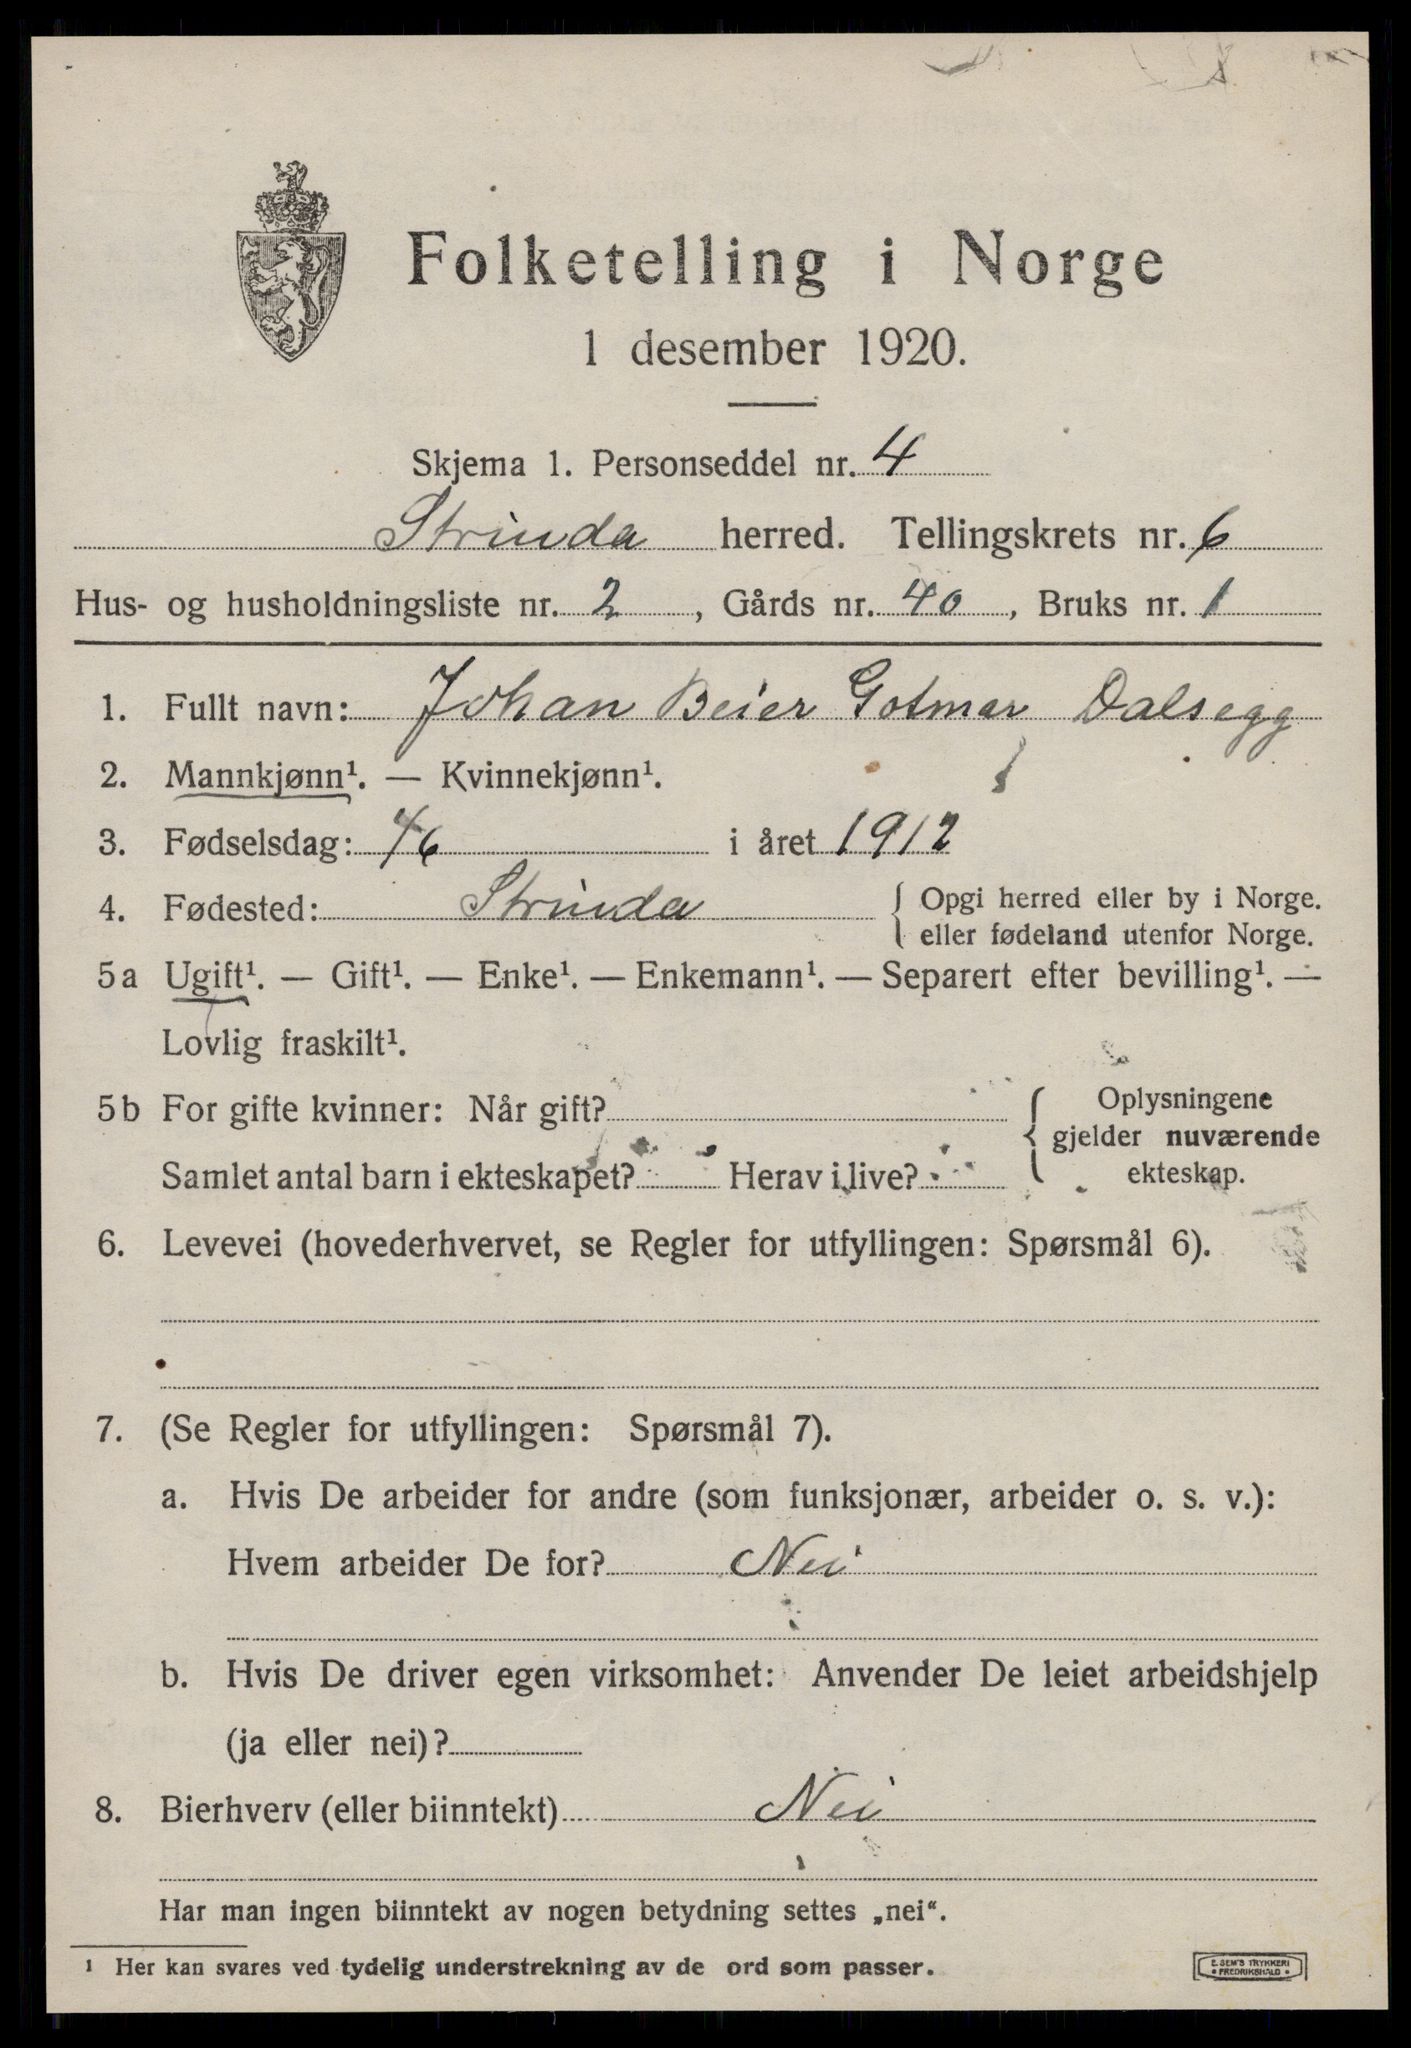 Folketelling i Norge
1 desember 1920.
Skjema 1. Personseddel nr. 4
Strinda herred. Tellingskrets nr. 6
Hus- og husholdningsliste nr. 2, Gårds nr. 40, Bruks nr. 1
1. Fullt navn: Johan Beier Gotmar Dalsegg
2. Mannkjønn¹. — Kvinnekjønn¹.
3. Fødselsdag: 4/6 i året 1912
4. Fødested: Strinda { Opgi herred eller by i Norge.
eller fødeland utenfor Norge.
5a Ugift¹. — Gift¹. — Enke¹. — Enkemann¹. — Separert efter bevilling¹. —
Lovlig fraskilt¹.
5b For gifte kvinner: Når gift? Oplysningene
gjelder nuværende
Samlet antal barn i ekteskapet? Herav i live? ekteskap.
6. Levevei (hovederhvervet, se Regler for utfyllingen: Spørsmål 6).
7. (Se Regler for utfyllingen: Spørsmål 7).
a. Hvis De arbeider for andre (som funksjonær, arbeider o. s. v.):
Hvem arbeider De for? Nei
b. Hvis De driver egen virksomhet: Anvender De leiet arbeidshjelp
(ja eller nei)?
8. Bierhverv (eller biinntekt) Nei
Har man ingen biinntekt av nogen betydning settes „nei“.
¹ Her kan svares ved tydelig understrekning av de ord som passer.
E. SEM'S TRYKKERI
• FREDRIKSHALD •